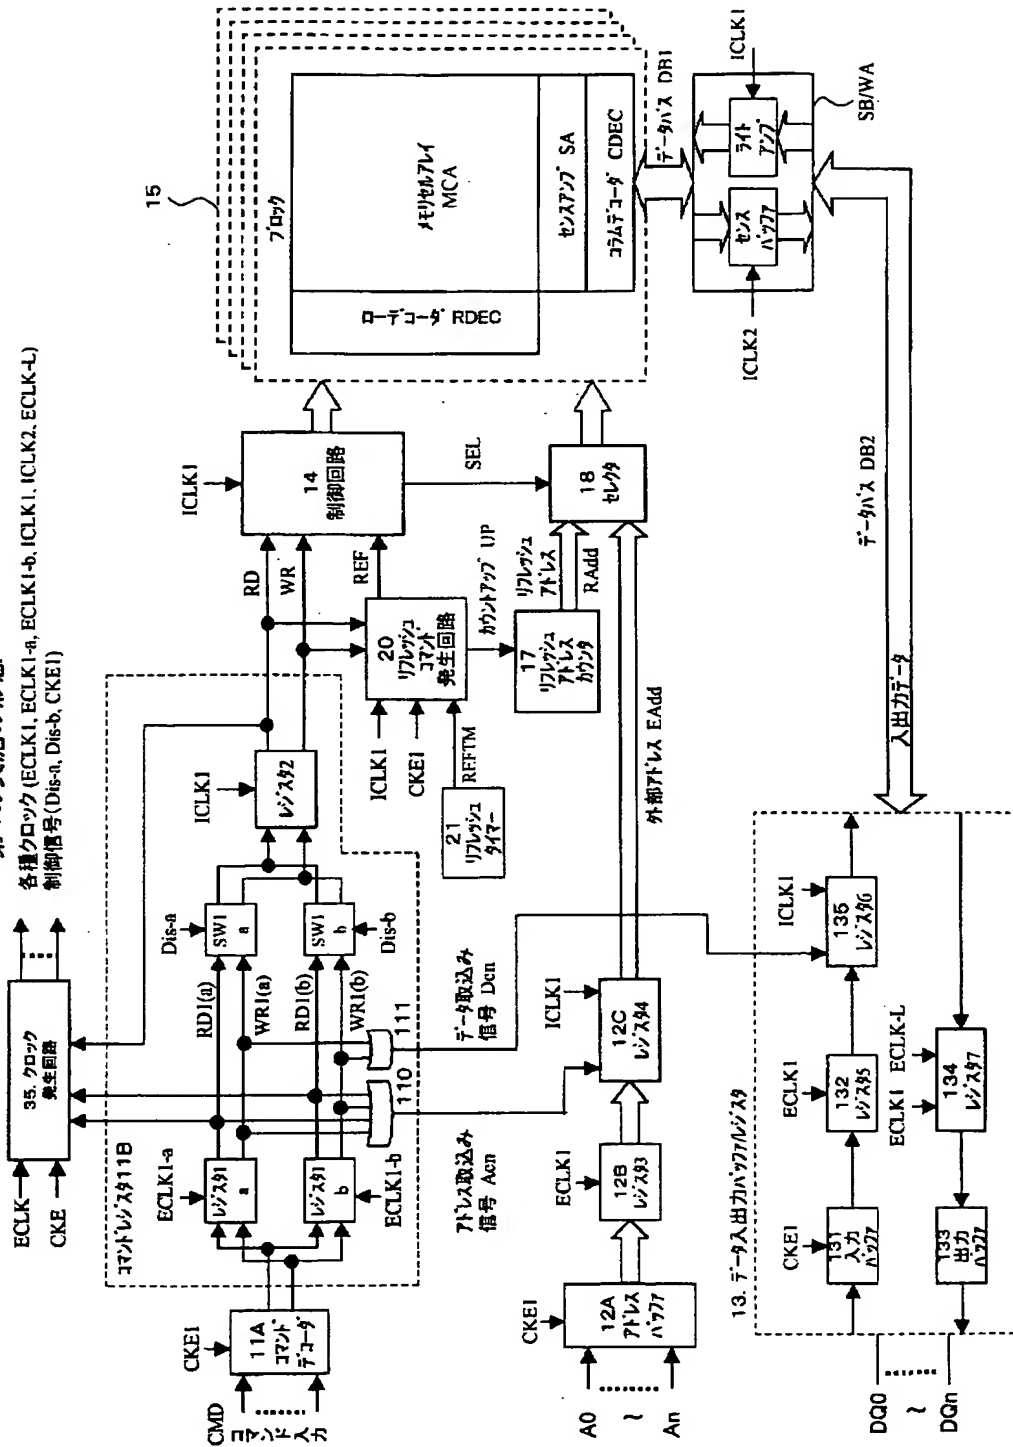 35. クロック
発生回路
ECLK
CKE
各種クロック(ECLK1, ECLK1-a, ECLK1-b, ICLK1, ICLK2, ECLK-L)
制御信号(Dis-a, Dis-b, CKE1)
CMD
コマンド入力
CKE1
11A
コマンド
デコーダ
コマンドレジスタ11B
ECLK1-a
レジスタ1
a
レジスタ1
b
ECLK1-b
RD1(a)
WR1(a)
RD1(b)
WR1(b)
Dis-a
SW1
a
SW1
b
Dis-b
ICLK1
レジスタ2
110
111
アドレス取込み
信号 Acn
データ取込み
信号 Dcn
RD
WR
ICLK1
14
制御回路
REF
SEL
20
リフレッシュ
コマンド
発生回路
ICLK1
CKE1
REFTM
21
リフレッシュ
タイマー
カウントアップ UP
17
リフレッシュ
アドレス
カウンタ
リフレッシュ
アドレス
RAdd
18
セレクタ
15
ブロック
メモリセルアレイ
MCA
ローデコーダ RDEC
センスアンプ SA
コラムデコーダ CDEC
データバス DB1
ICLK1
ICLK2
センス
バッファ
ライト
アンプ
SB/WA
A0
~
An
CKE1
12A
アドレス
バッファ
ECLK1
12B
レジスタ3
ICLK1
12C
レジスタ4
外部アドレス EAdd
データバス DB2
入出力データ
13. データ入出力バッファ/レジスタ
DQ0
~
DQn
CKE1
131
入力
バッファ
ECLK1
132
レジスタ5
ICLK1
135
レジスタ6
133
出力
バッファ
ECLK1
ECLK-L
134
レジスタ7